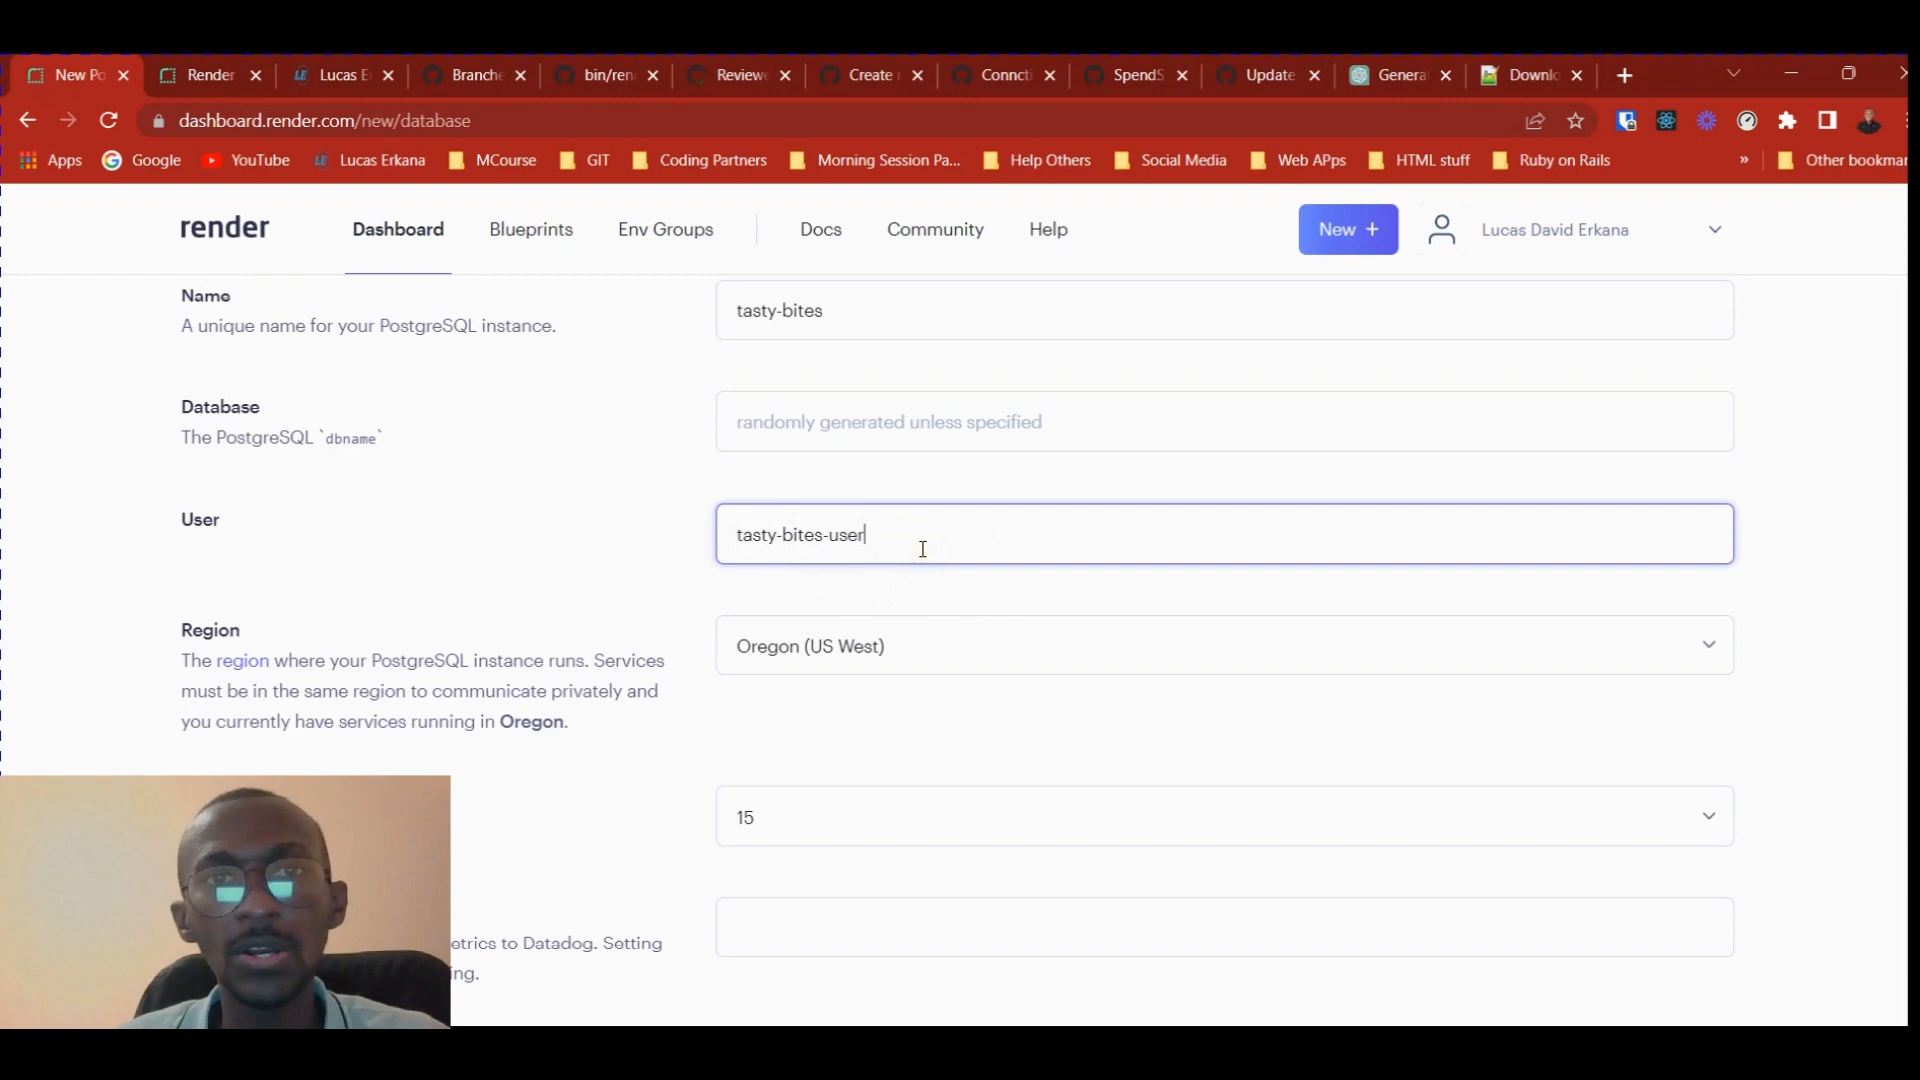 New Po
Render
LE Lucas E
Branche
bin/ren
Reviewe
Create
Conncti
SpendS
Update
Genera
Downlo
dashboard.render.com/new/database
Apps
Google
YouTube
LE Lucas Erkana
MCourse
GIT
Coding Partners
Morning Session Pa...
Help Others
Social Media
Web APps
HTML stuff
Ruby on Rails
»
Other bookmar
render
Dashboard
Blueprints
Env Groups
Docs
Community
Help
New +
Lucas David Erkana
Name
A unique name for your PostgreSQL instance.
tasty-bites
Database
The PostgreSQL `dbname`
randomly generated unless specified
User
tasty-bites-user
Region
The region where your PostgreSQL instance runs. Services
must be in the same region to communicate privately and
you currently have services running in Oregon.
Oregon (US West)
15
etrics to Datadog. Setting
ing.